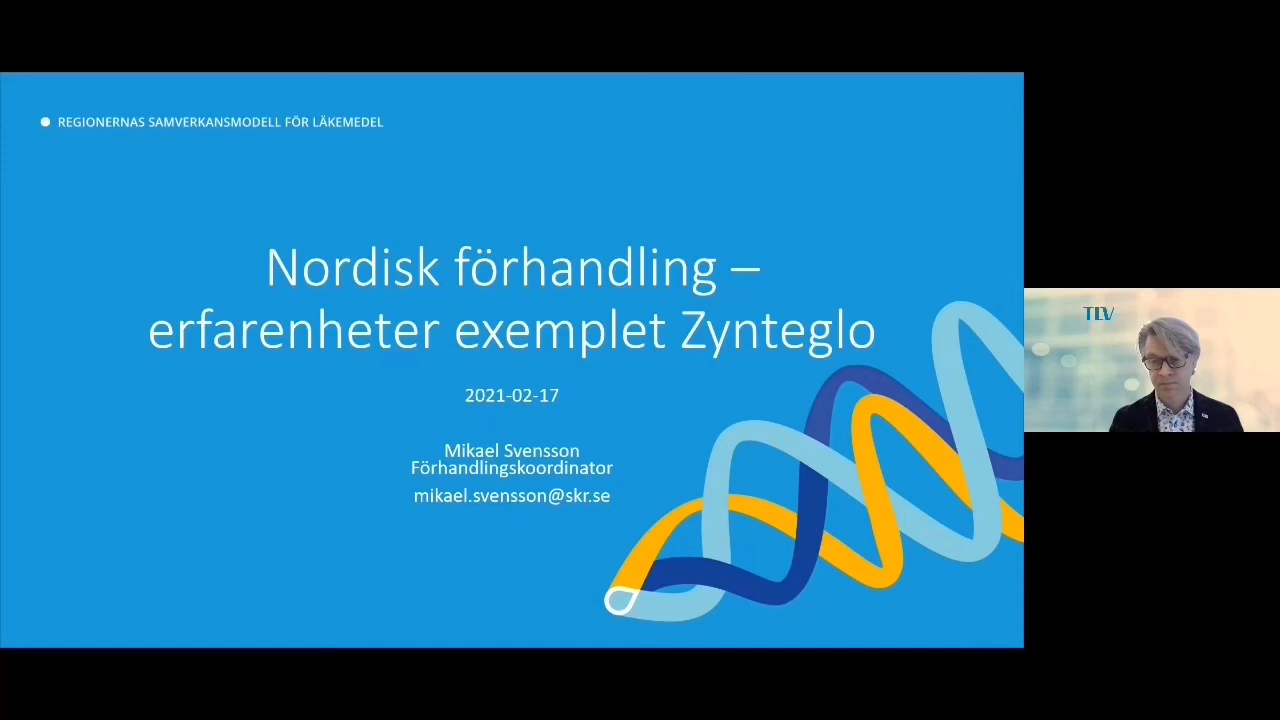 REGIONERNAS SAMVERKANSMODELL FÖR LÄKEMEDEL
Nordisk förhandling –
erfarenheter exemplet Zynteglo
2021-02-17
Mikael Svensson
Förhandlingskoordinator
mikael.svensson@skr.se
TLV